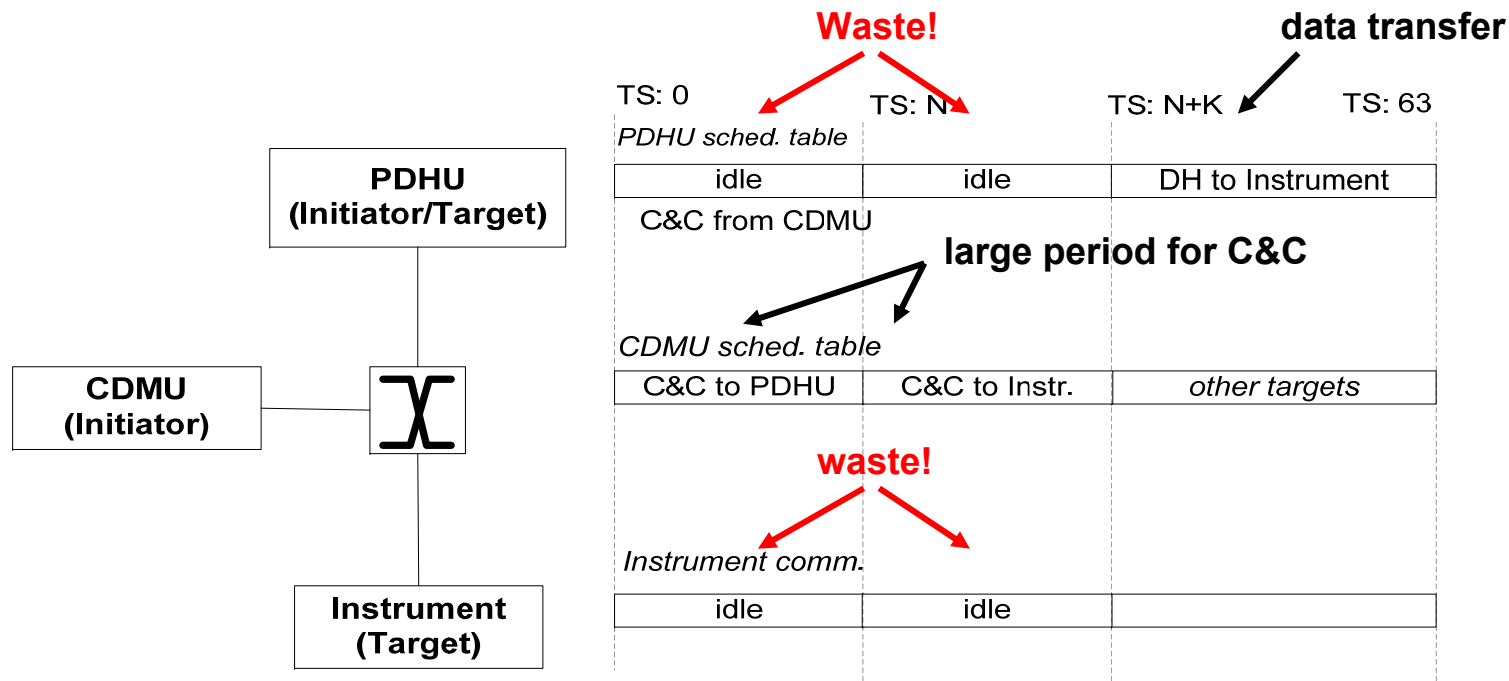 Waste!
data transfer
TS: 0
TS: N
TS: N+K
TS: 63
PDHU sched. table
idle
idle
DH to Instrument
C&C from CDMU
large period for C&C
CDMU sched. table
C&C to PDHU
C&C to Instr.
other targets
waste!
Instrument comm.
idle
idle
PDHU
(Initiator/Target)
CDMU
(Initiator)
Instrument
(Target)